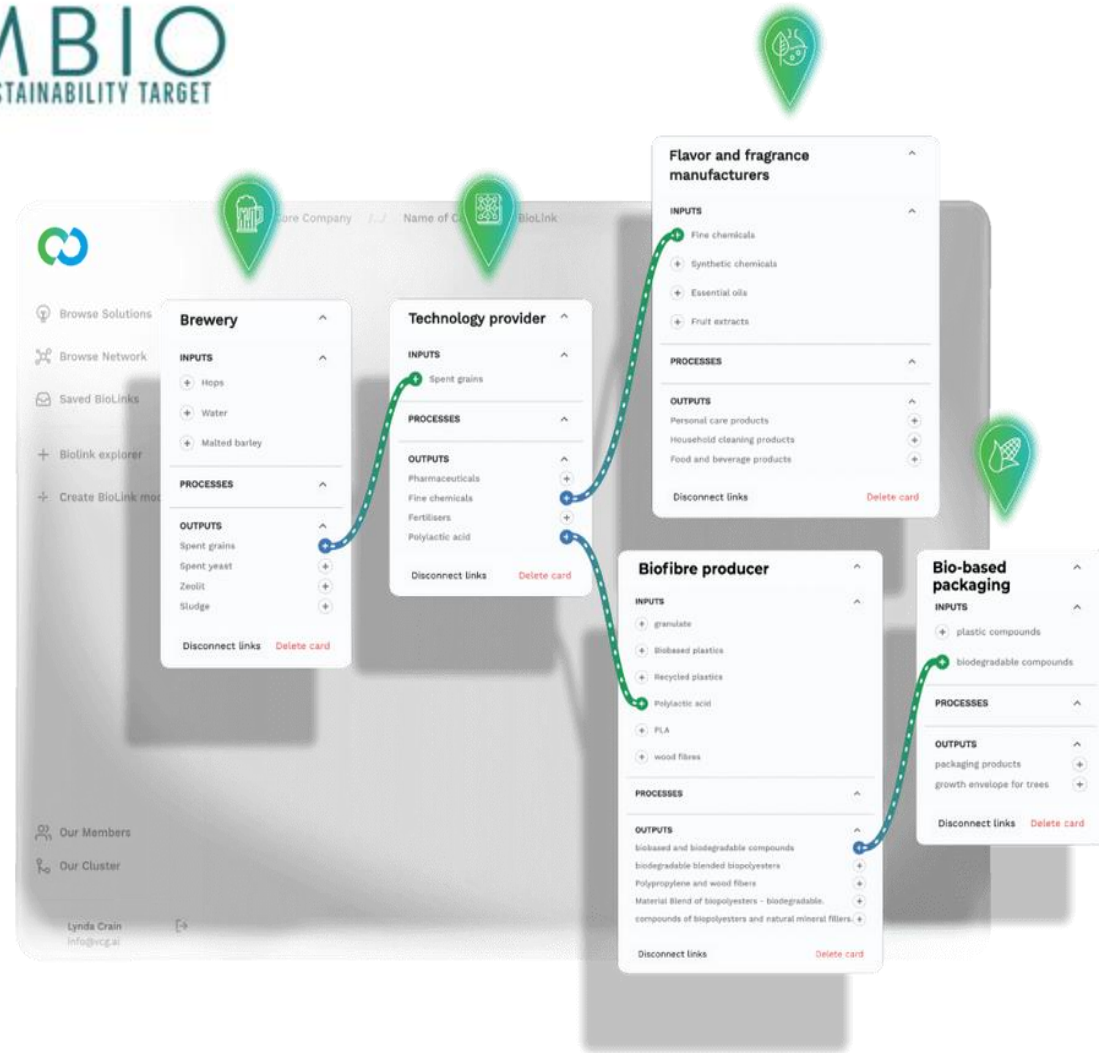 MBIO
STAINABILITY TARGET
Core Company /../ Name of C BioLink
Browse Solutions
Browse Network
Saved BioLinks
Biolink explorer
Create BioLink mod
Our Members
Our Cluster
Lynda Crain
info@vcg.ai
Brewery
INPUTS
Hops
Water
Malted barley
PROCESSES
OUTPUTS
Spent grains
Spent yeast
Zeolit
Sludge
Disconnect links Delete card
Technology provider
INPUTS
Spent grains
PROCESSES
OUTPUTS
Pharmaceuticals
Fine chemicals
Fertilisers
Polylactic acid
Disconnect links Delete card
Flavor and fragrance
manufacturers
INPUTS
Fine chemicals
Synthetic chemicals
Essential oils
Fruit extracts
PROCESSES
OUTPUTS
Personal care products
Household cleaning products
Food and beverage products
Disconnect links Delete card
Biofibre producer
INPUTS
granulate
Biobased plastics
Recycled plastics
Polylactic acid
PLA
wood fibres
PROCESSES
OUTPUTS
biobased and biodegradable compounds
biodegradable blended biopolyesters
Polypropylene and wood fibers
Material Blend of biopolyesters - biodegradable.
compounds of biopolyesters and natural mineral fillers.
Disconnect links Delete card
Bio-based
packaging
INPUTS
plastic compounds
biodegradable compounds
PROCESSES
OUTPUTS
packaging products
growth envelope for trees
Disconnect links Delete card